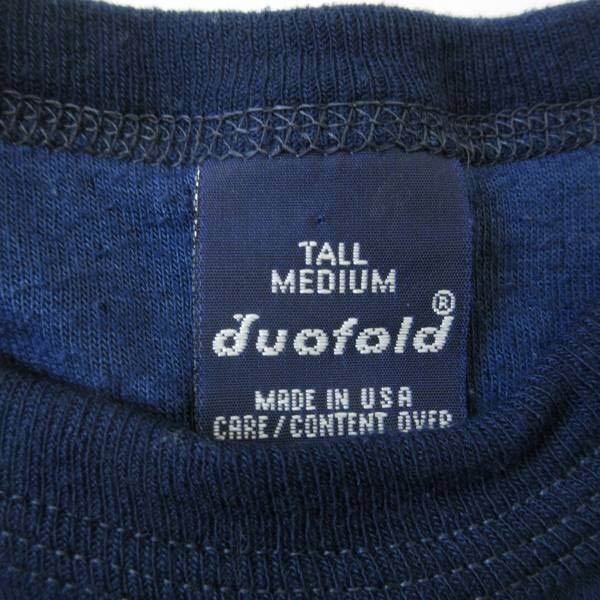 TALL
MEDIUM
duofold®
MADE IN USA
CARE/CONTENT OVER